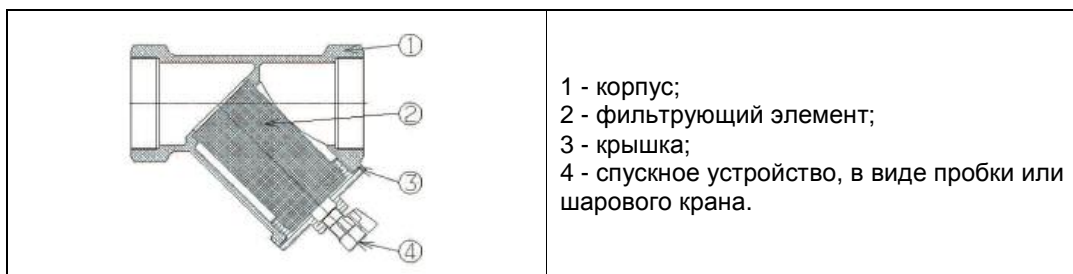 1
2
3
4
1 - корпус;
2 - фильтрующий элемент;
3 - крышка;
4 - спускное устройство, в виде пробки или
шарового крана.